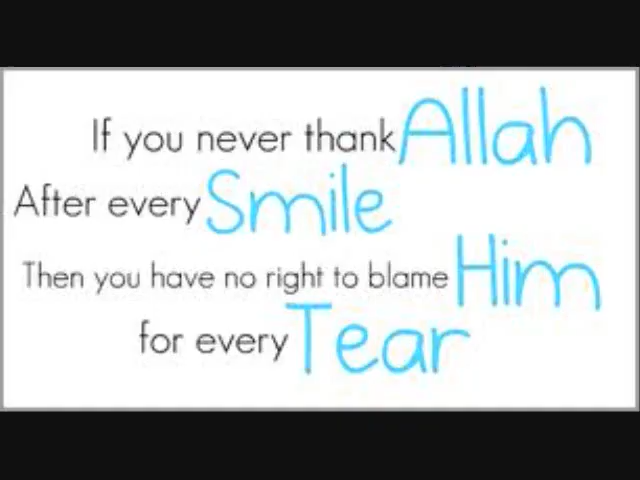 If you never thank Allah
After every Smile
Then you have no right to blame Him
for every Tear